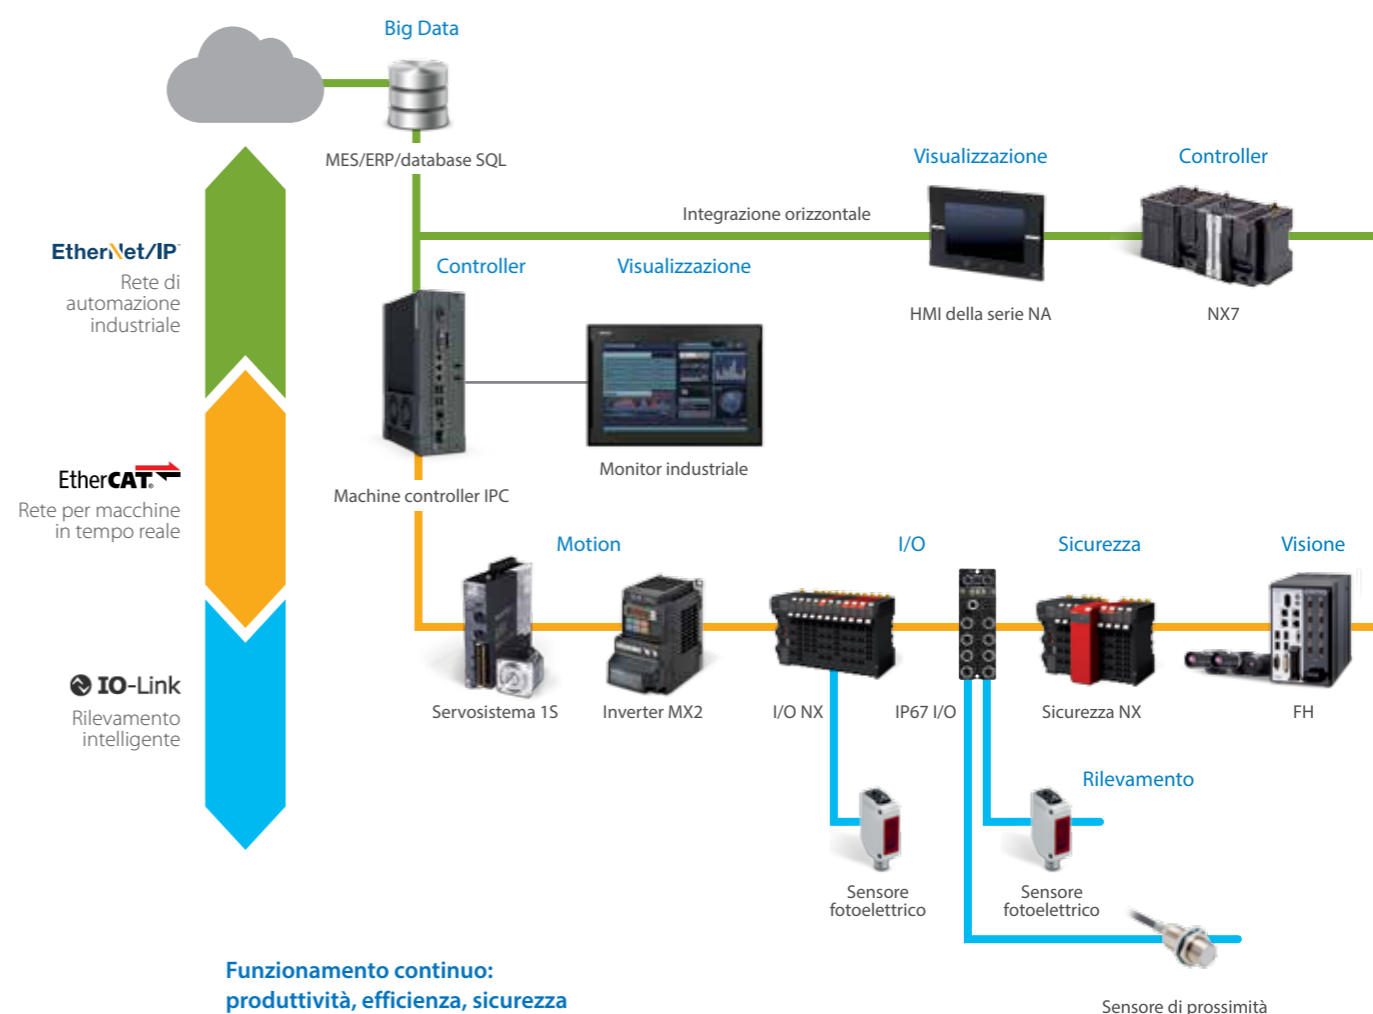 Big Data
MES/ERP/database SQL
Visualizzazione
Controller
Integrazione orizzontale
EtherNet/IP
Rete di
automazione
industriale
Controller
Visualizzazione
HMI della serie NA
NX7
Monitor industriale
EtherCAT®
Rete per macchine
in tempo reale
Machine controller IPC
Motion
I/O
Sicurezza
Visione
IO-Link
Rilevamento
intelligente
Servosistema 1S
Inverter MX2
I/O NX
IP67 I/O
Sicurezza NX
FH
Rilevamento
Sensore
fotoelettrico
Sensore
fotoelettrico
Funzionamento continuo:
produttività, efficienza, sicurezza
Sensore di prossimità